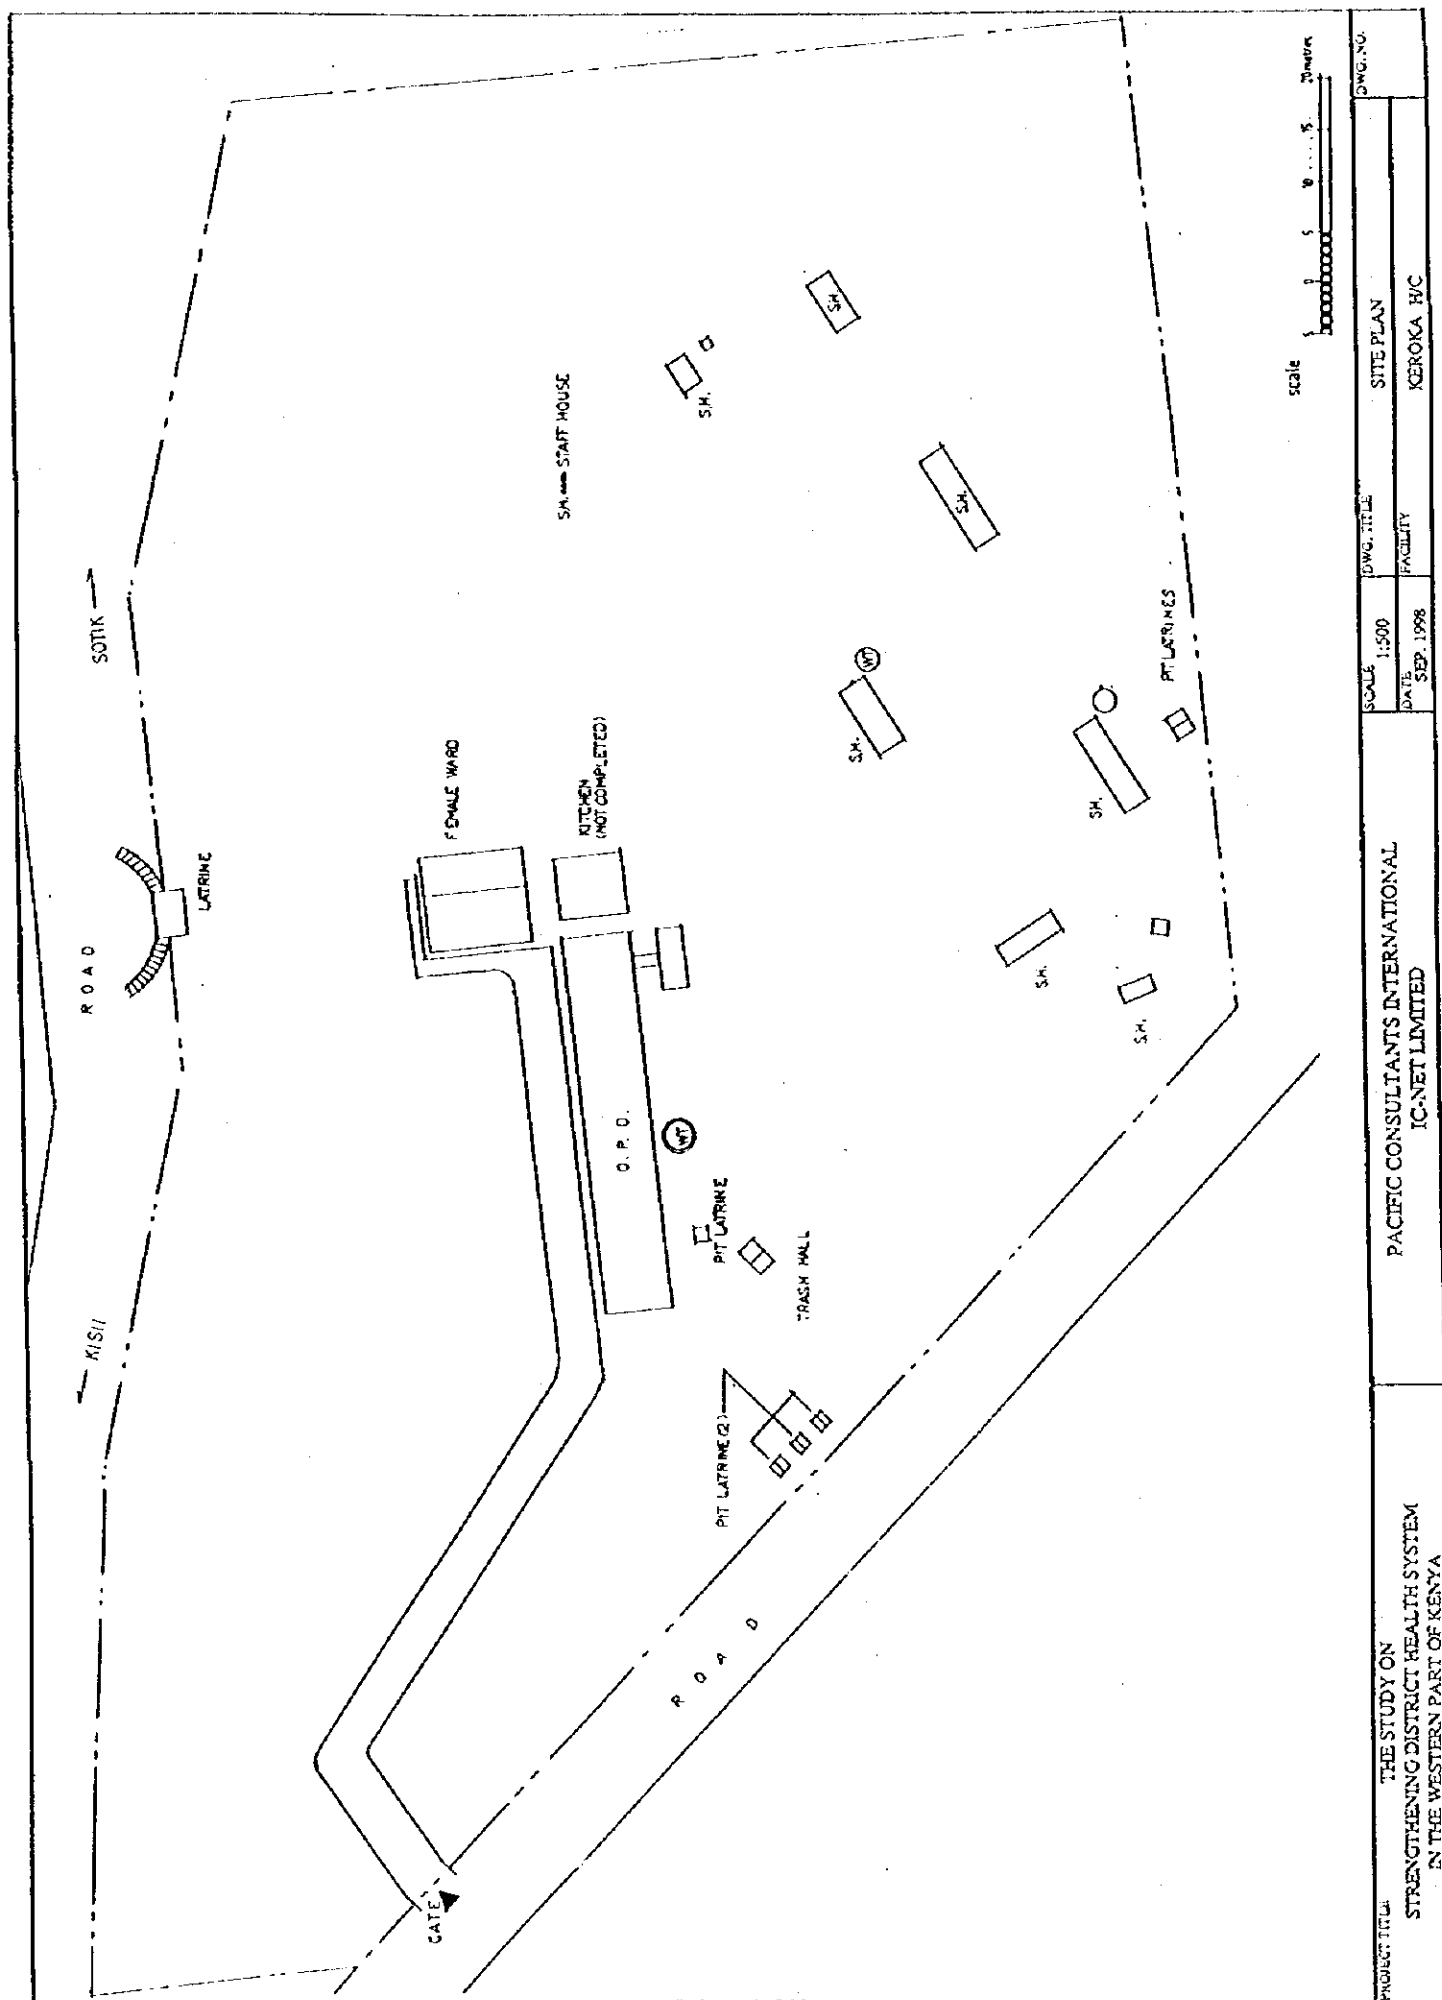 SOTIK
ROAD
KISII
LATRINE
FEMALE WARD
KITCHEN
(NOT COMPLETED)
S.H. STAFF HOUSE
S.H.
S.H.
S.H.
S.H.
WT
S.H.
S.H.
S.H.
PIT LATRINES
O. P. D.
WT
PIT LATRINE
TRASH HALL
PIT LATRINE (2)
ROAD
GATE
scale
5 0 5 10 15 20 metres
PROJECT TITLE
THE STUDY ON
STRENGTHENING DISTRICT HEALTH SYSTEM
IN THE WESTERN PART OF KENYA
PACIFIC CONSULTANTS INTERNATIONAL
IC-NET LIMITED
SCALE 1:500
DATE SEP. 1998
DWG. TITLE SITE PLAN
FACILITY KEROKA H/C
DWG. NO.